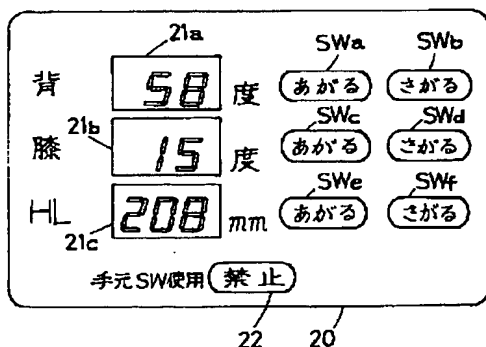 21a SWa SWb
背 58 度 あがる さがる
21b SWc SWd
膝 15 度 あがる さがる
SWe SWf
HL 208 mm あがる さがる
21c
手元SW使用 禁止
22 20